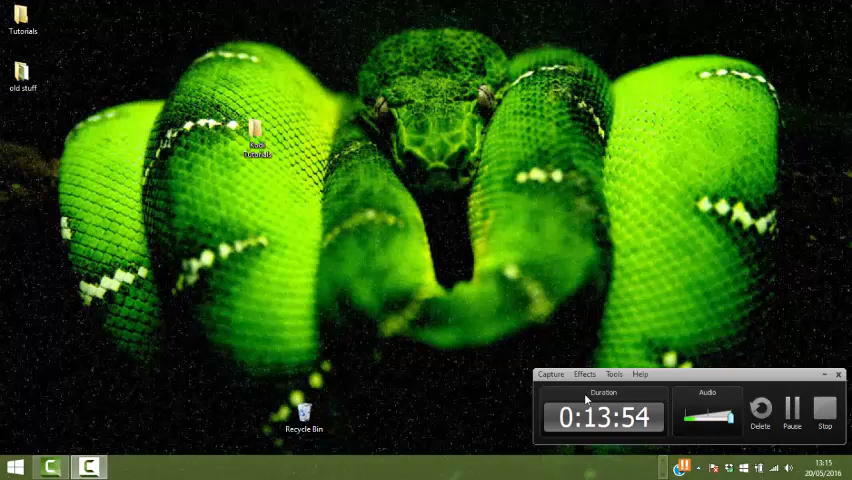 Tutorials
old stuff
Kodi
Tutorials
Recycle Bin
Capture Effects Tools Help
Duration
0:13:54
Audio
Delete Pause Stop
13:15
20/05/2016